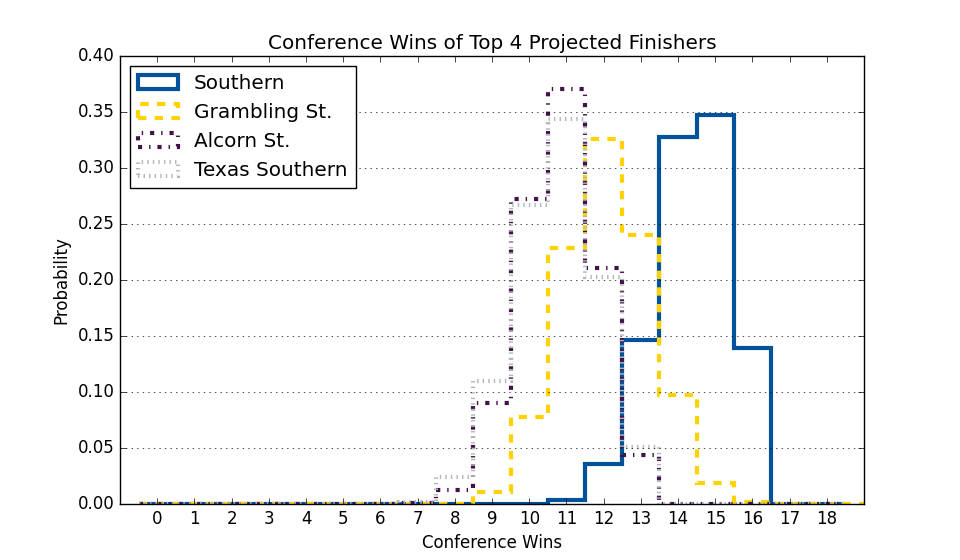 Conference Wins of Top 4 Projected Finishers
0.40
0.35
0.30
0.25
0.20
0.15
0.10
0.05
0.00
Probability
Southern
Grambling St.
Alcorn St.
Texas Southern
0 1 2 3 4 5 6 7 8 9 10 11 12 13 14 15 16 17 18
Conference Wins